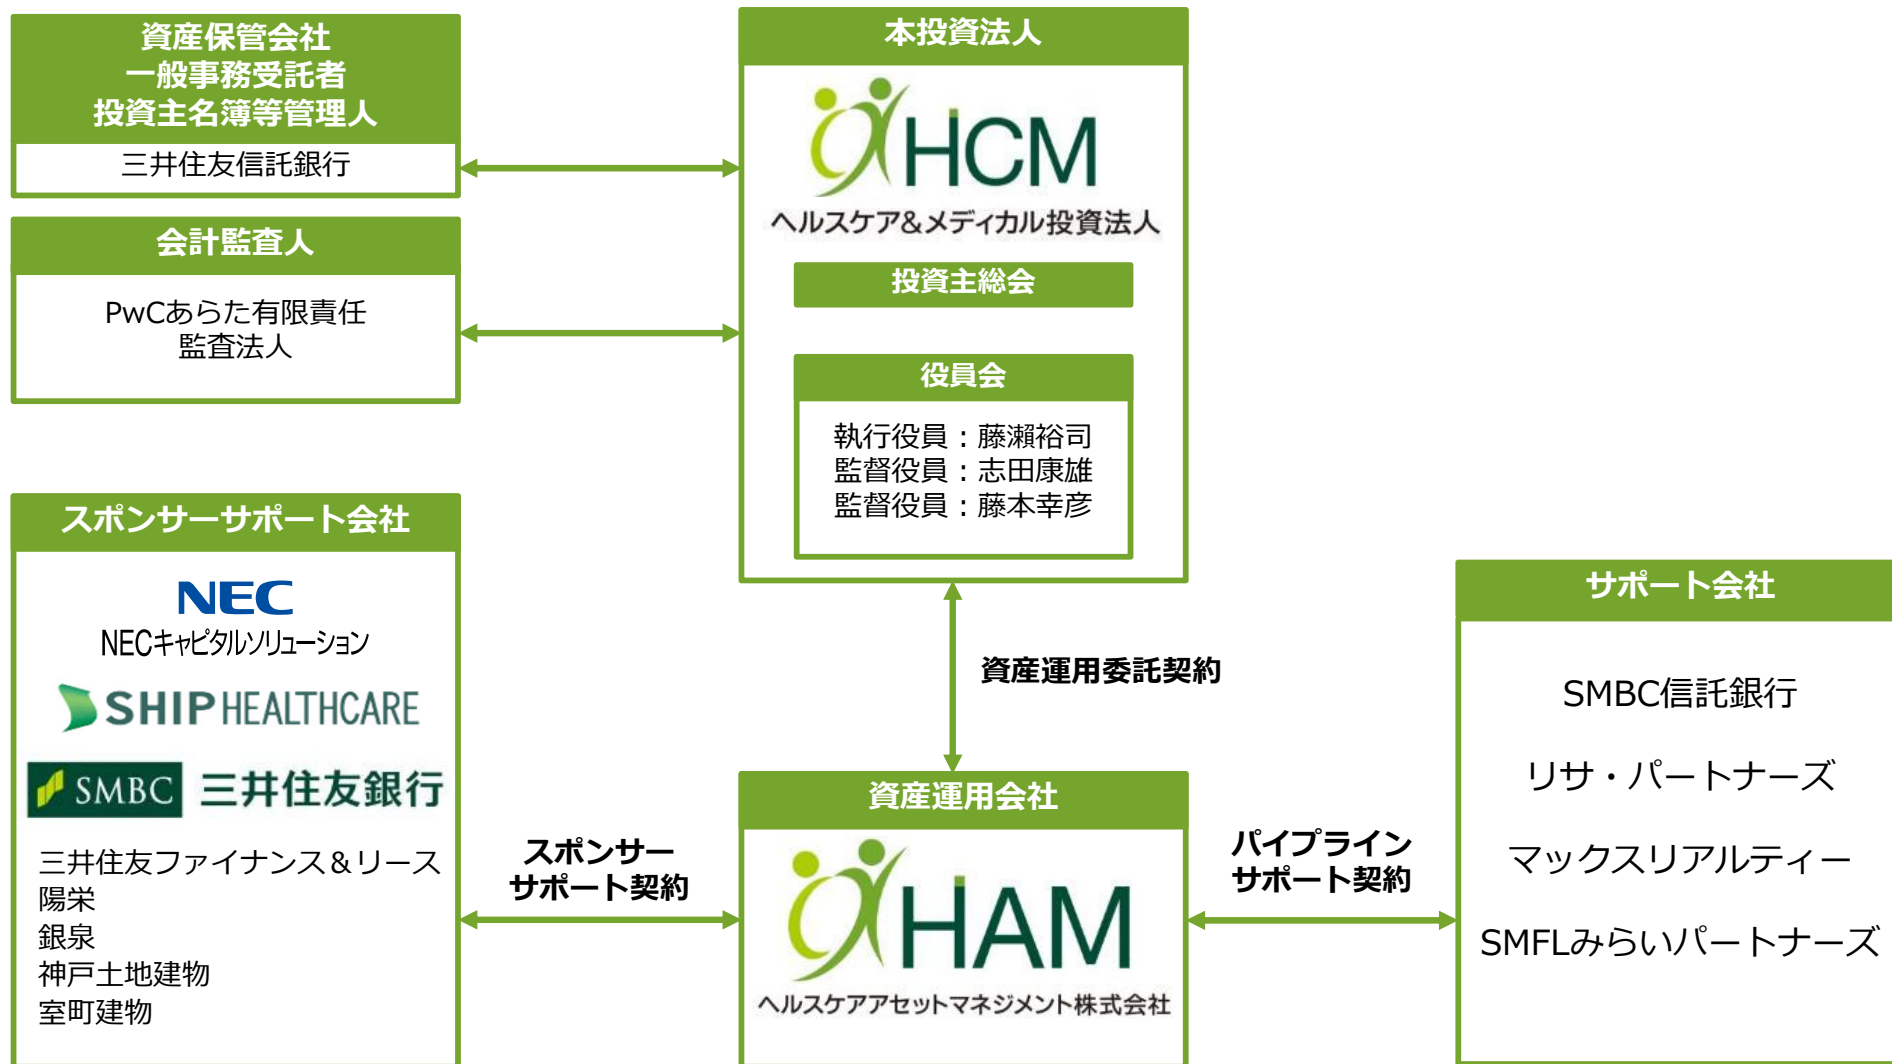 資産保管会社
一般事務受託者
投資主名簿等管理人
三井住友信託銀行
会計監査人
PwCあらた有限責任
監査法人
本投資法人
HCM
ヘルスケア&メディカル投資法人
投資主総会
役員会
執行役員：藤瀬裕司
監督役員：志田康雄
監督役員：藤本幸彦
スポンサーサポート会社
NEC
NECキャピタルソリューション
SHIP HEALTHCARE
SMBC 三井住友銀行
三井住友ファイナンス＆リース
陽栄
銀泉
神戸土地建物
室町建物
スポンサー
サポート契約
資産運用委託契約
資産運用会社
HAM
ヘルスケアアセットマネジメント株式会社
パイプライン
サポート契約
サポート会社
SMBC信託銀行
リサ・パートナーズ
マックスリアルティー
SMFLみらいパートナーズ